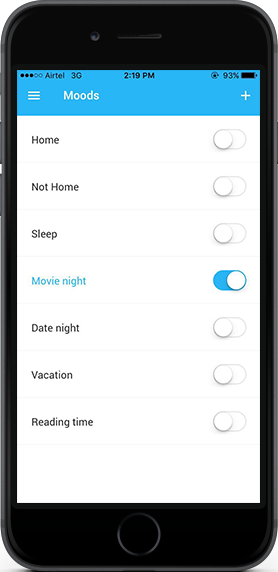 Airtel 3G 2:19 PM 93%
Moods +
Home
Not Home
Sleep
Movie night
Date night
Vacation
Reading time